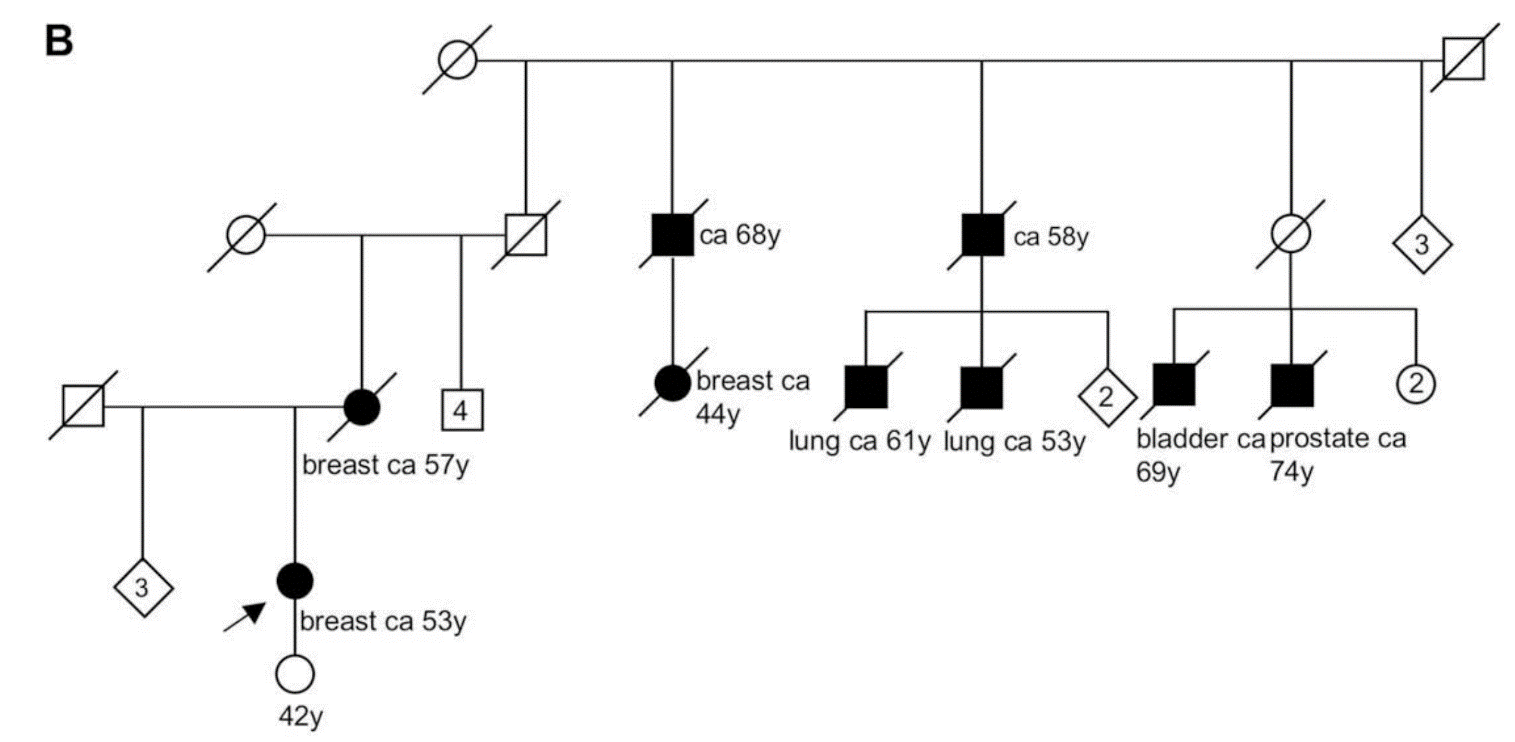 B
ca 68y
ca 58y
3
breast ca
44y
lung ca 61y
lung ca 53y
2
bladder ca
69y
prostate ca
74y
2
4
breast ca 57y
3
breast ca 53y
42y